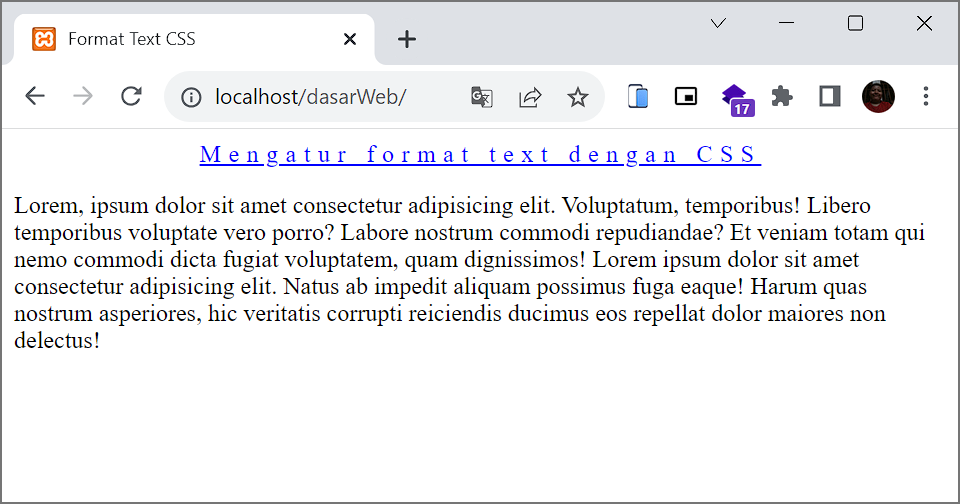 Format Text CSS
localhost/dasarWeb/
17
Mengatur format text dengan CSS
Lorem, ipsum dolor sit amet consectetur adipisicing elit. Voluptatum, temporibus! Libero
temporibus voluptate vero porro? Labore nostrum commodi repudiandae? Et veniam totam qui
nemo commodi dicta fugiat voluptatem, quam dignissimos! Lorem ipsum dolor sit amet
consectetur adipisicing elit. Natus ab impedit aliquam possimus fuga eaque! Harum quas
nostrum asperiores, hic veritatis corrupti reiciendis ducimus eos repellat dolor maiores non
delectus!